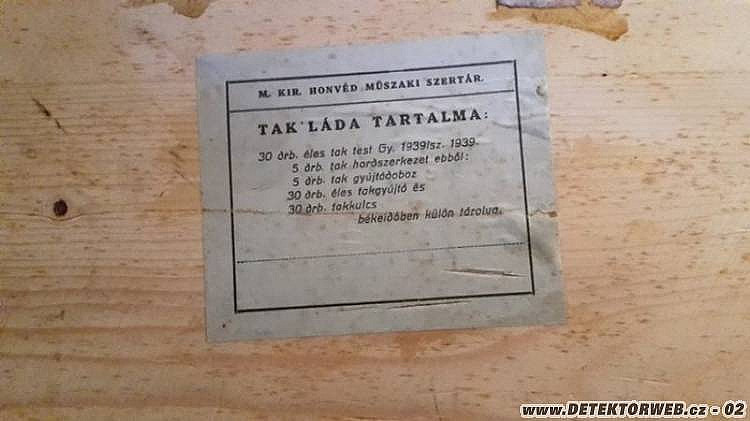 M. KIR. HONVÉD MŰSZAKI SZERTÁR.
TAK LÁDA TARTALMA:
30 drb. éles tak test Gy. 1939Isz. 1939.
5 drb. tak hordszerkezet ebből:
5 drb. tak gyújtódoboz
30 drb. éles takgyújtó és
30 drb. takkulcs
békeidőben külön tárolva.
www.DETEKTORWEB.cz - 02